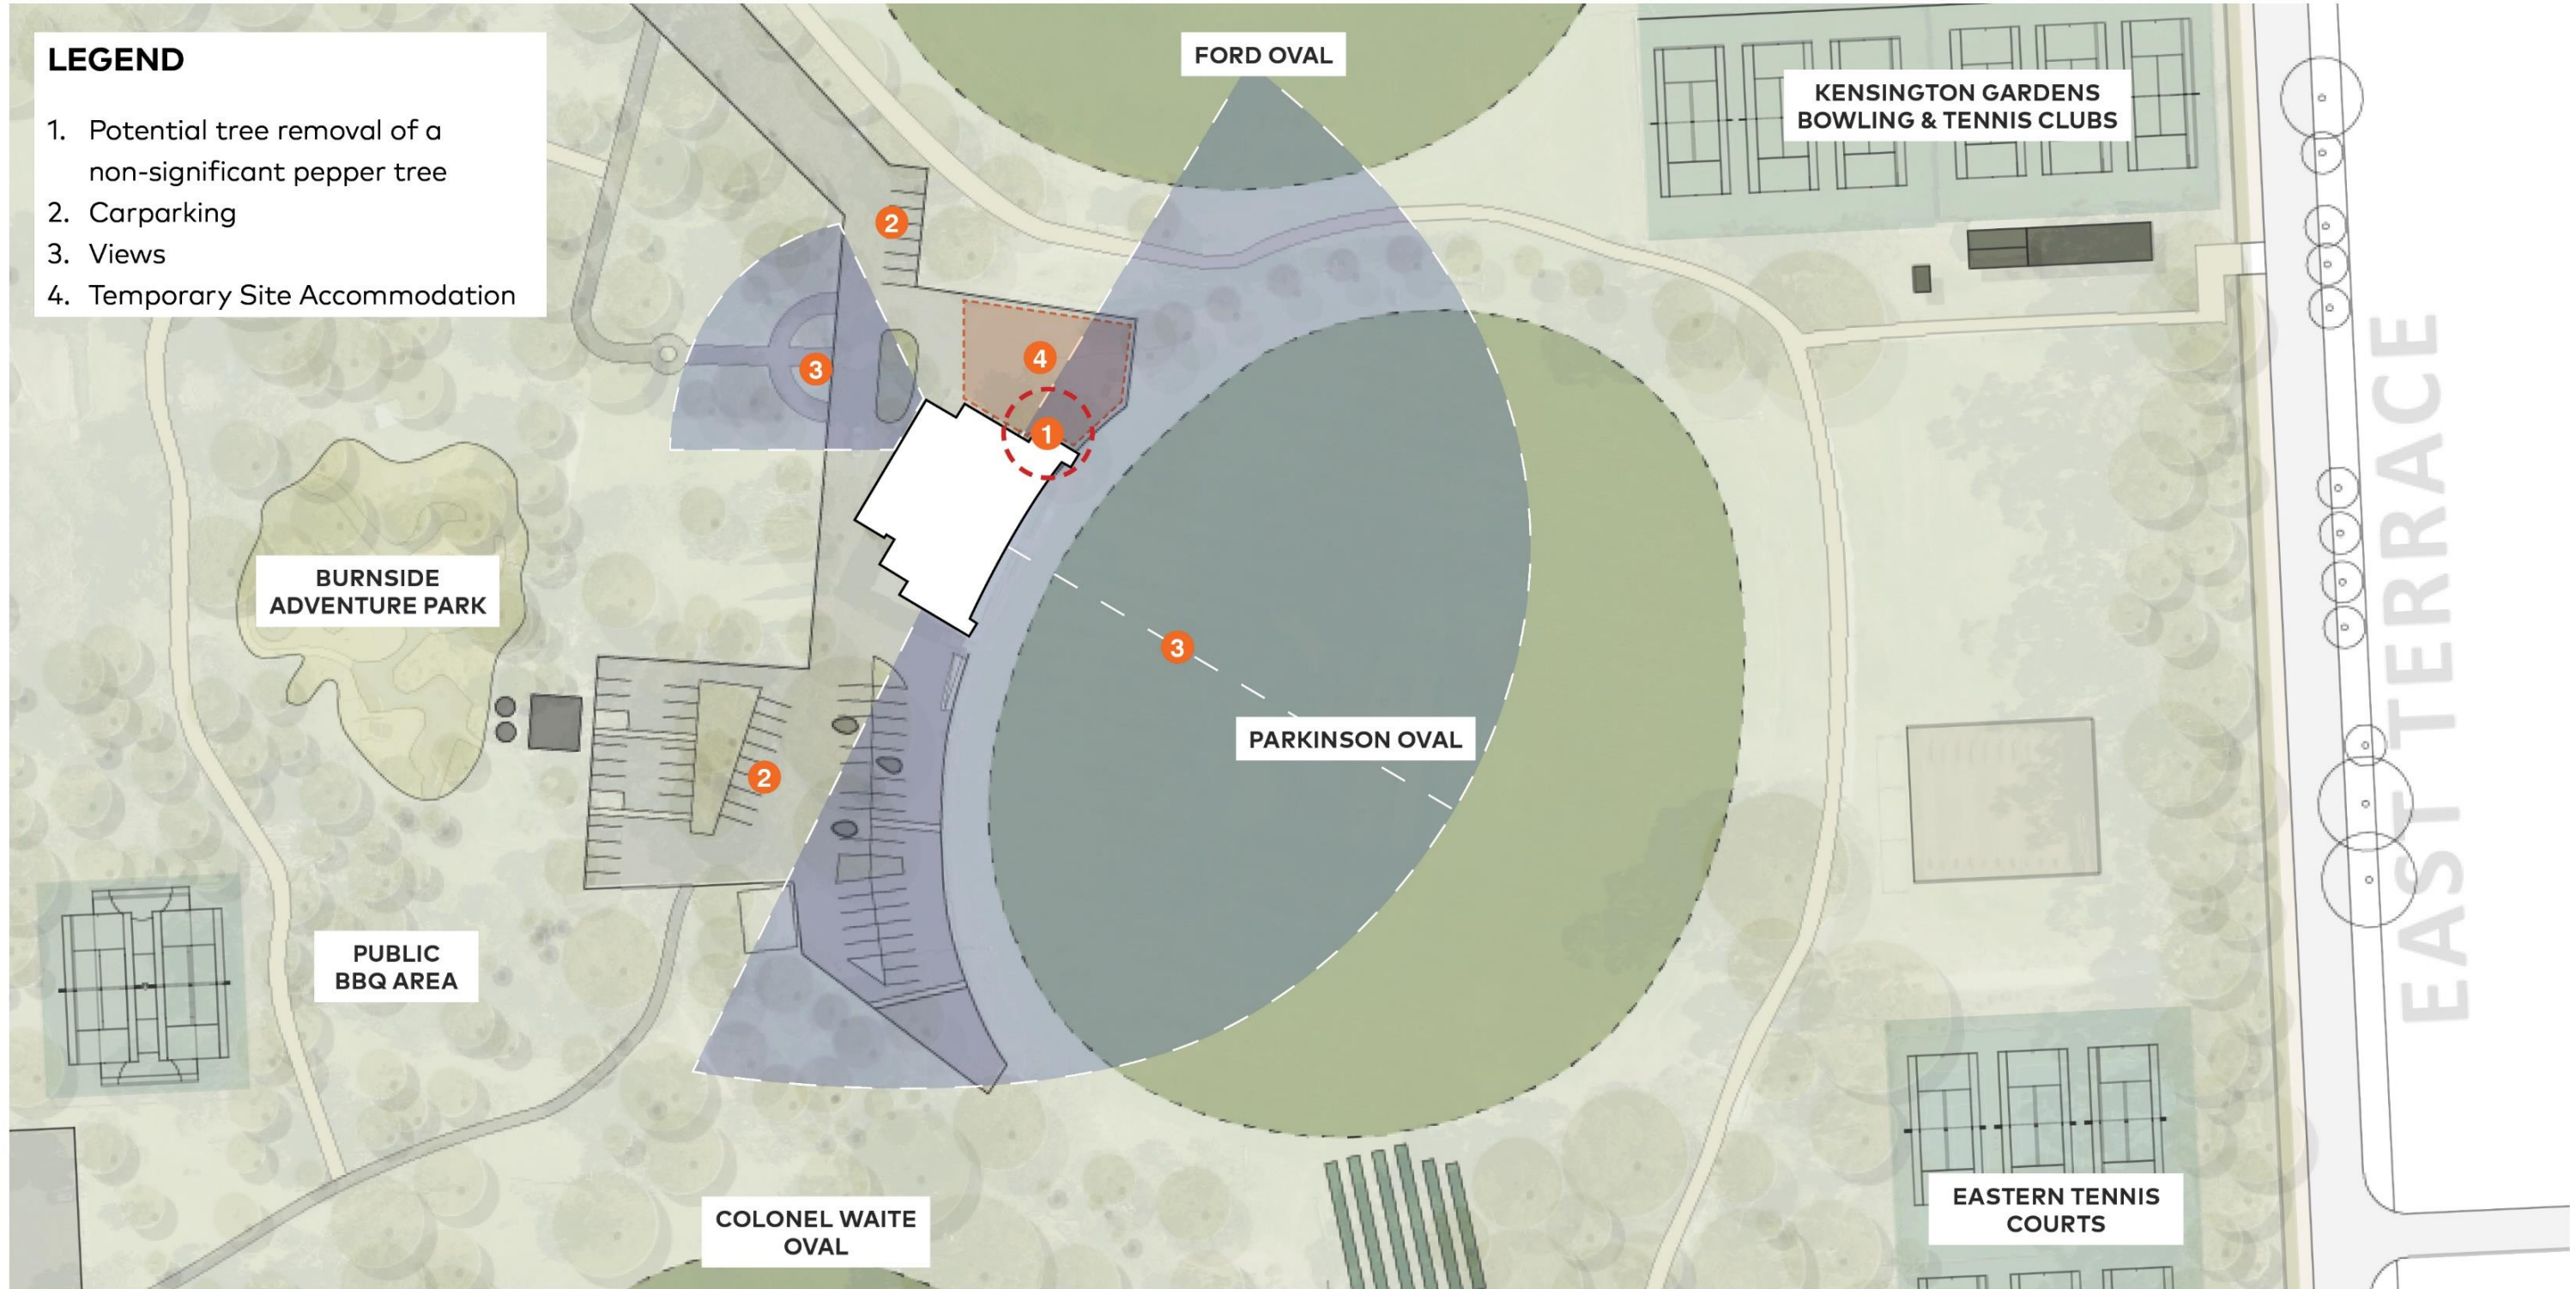 LEGEND
1. Potential tree removal of a
non-significant pepper tree
2. Carparking
3. Views
4. Temporary Site Accommodation
FORD OVAL
KENSINGTON GARDENS
BOWLING & TENNIS CLUBS
2
3
4
1
BURNSIDE
ADVENTURE PARK
3
PARKINSON OVAL
2
EAST TERRACE
PUBLIC
BBQ AREA
COLONEL WAITE
OVAL
EASTERN TENNIS
COURTS